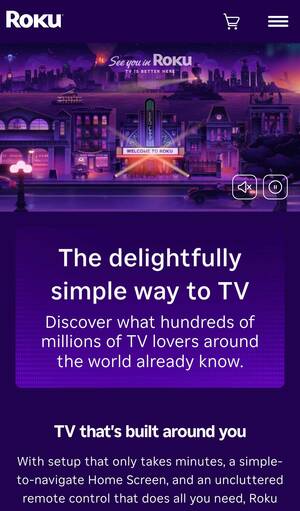 Roku
See you in Roku
TV IS BETTER HERE
WELCOME TO ROKU
The delightfully
simple way to TV
Discover what hundreds of
millions of TV lovers around
the world already know.
TV that's built around you
With setup that only takes minutes, a simple-
to-navigate Home Screen, and an uncluttered
remote control that does all you need, Roku